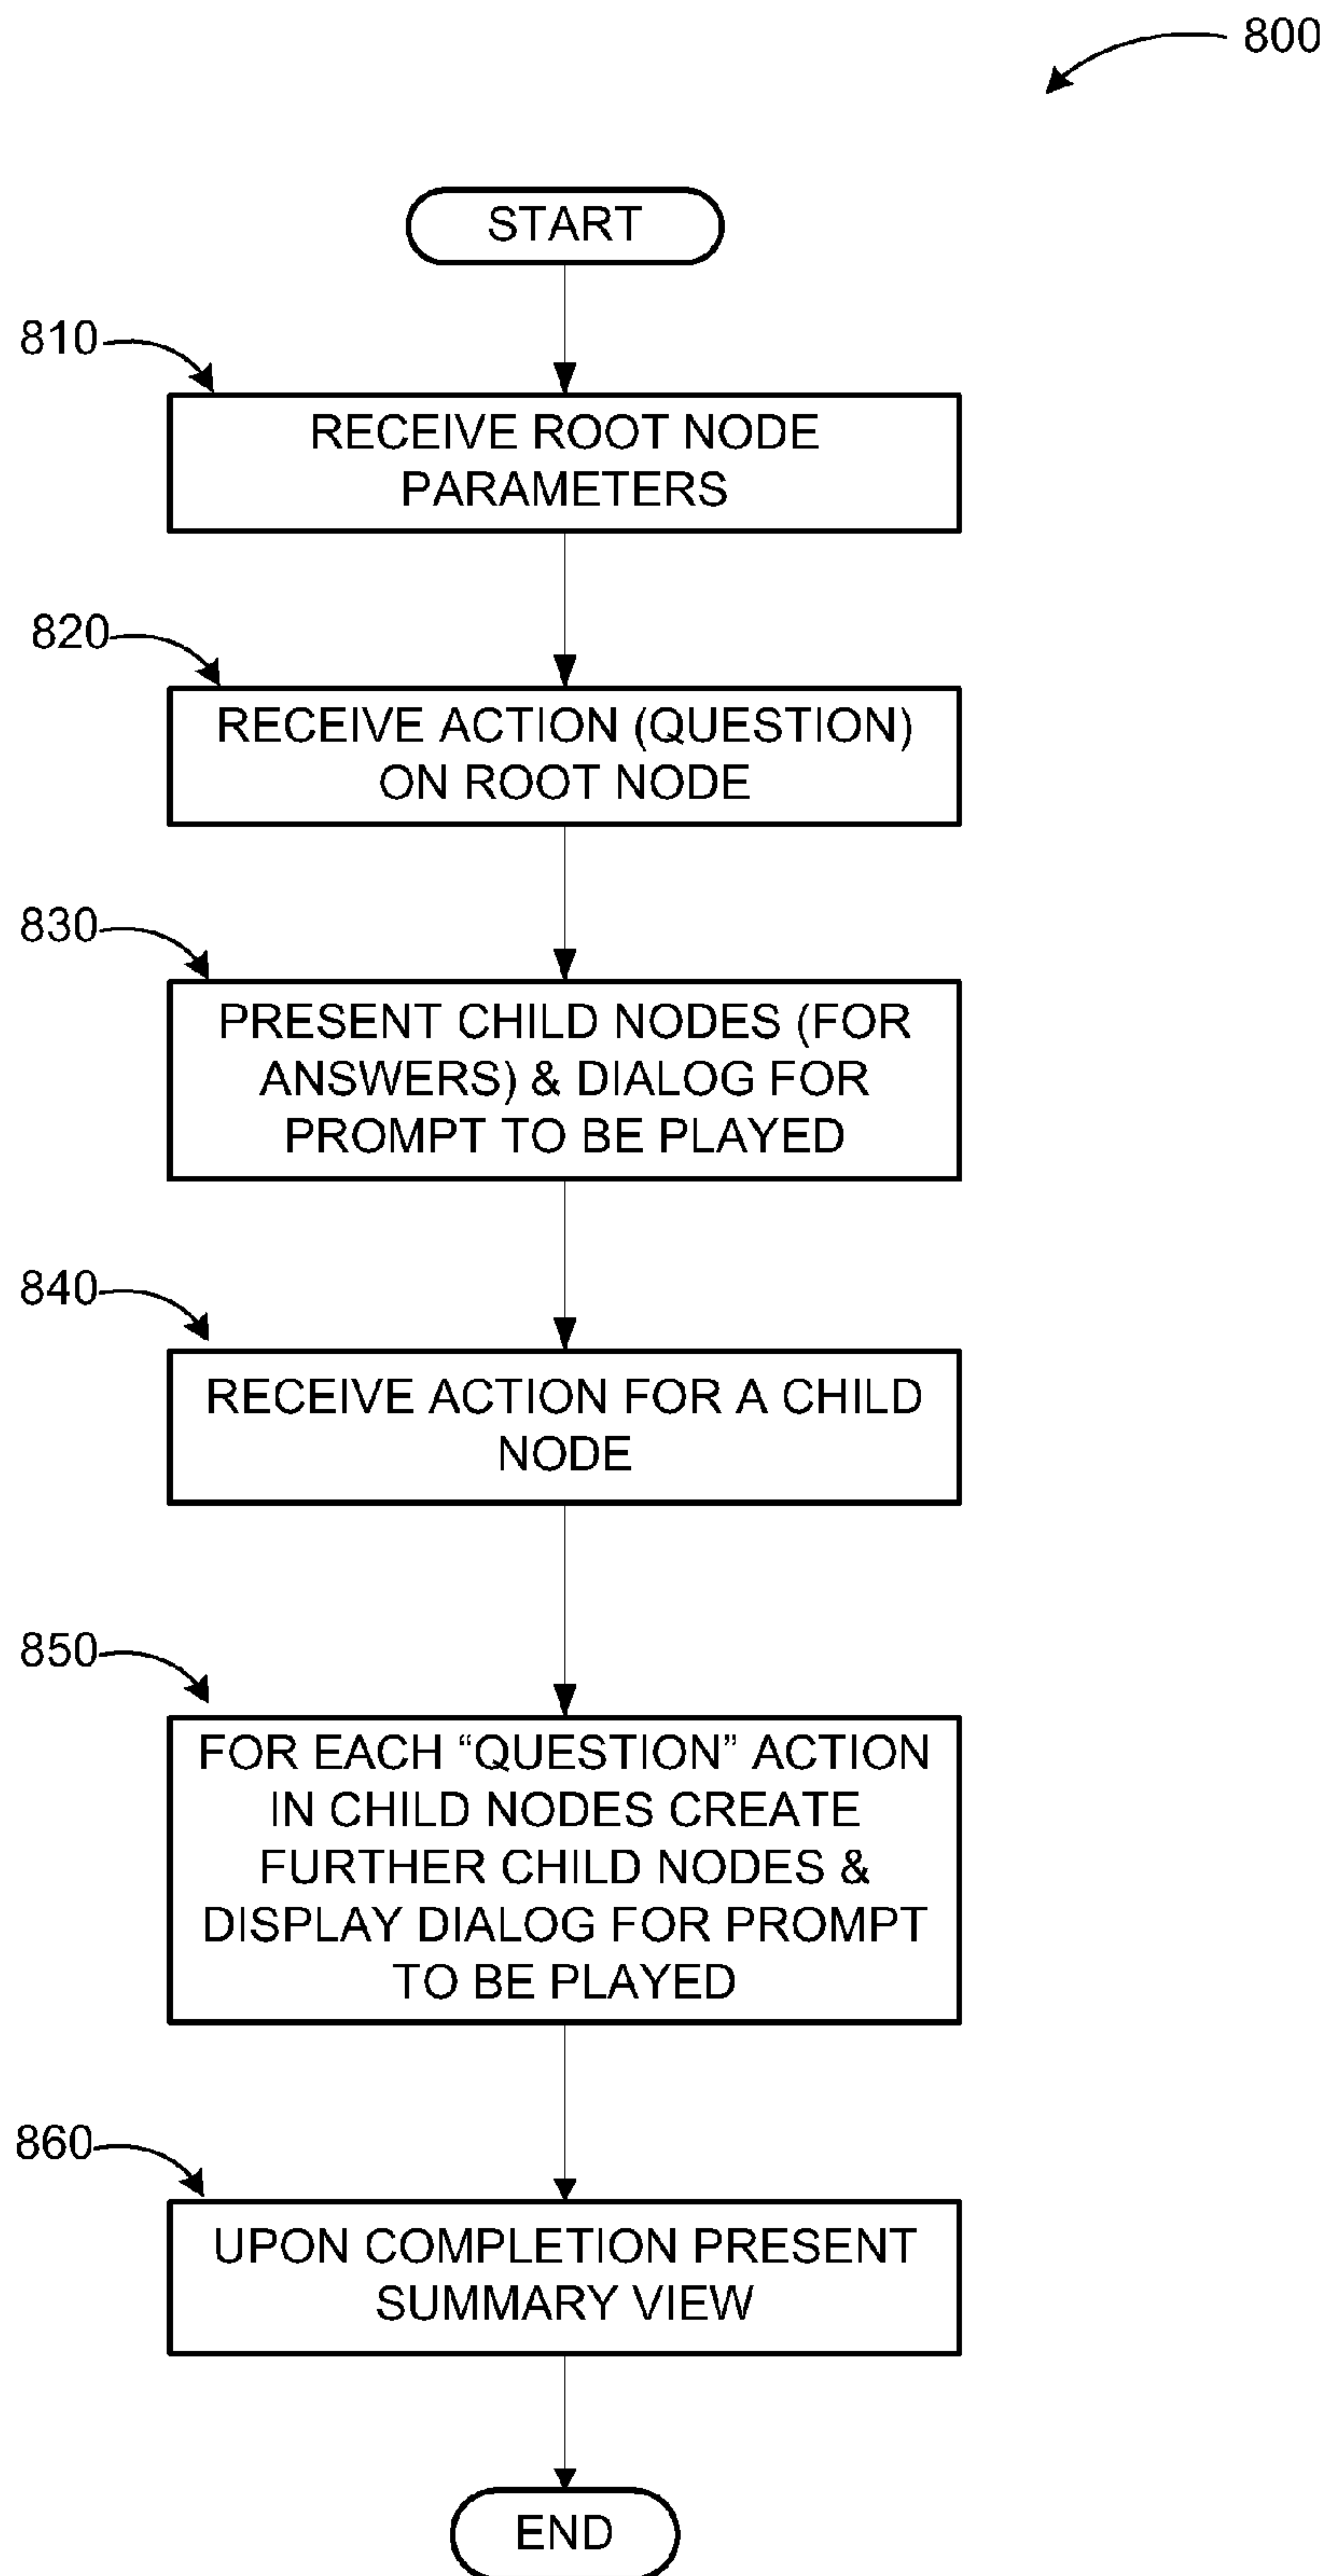 800
START
810
RECEIVE ROOT NODE
PARAMETERS
820
RECEIVE ACTION (QUESTION)
ON ROOT NODE
830
PRESENT CHILD NODES (FOR
ANSWERS) & DIALOG FOR
PROMPT TO BE PLAYED
840
RECEIVE ACTION FOR A CHILD
NODE
850
FOR EACH “QUESTION” ACTION
IN CHILD NODES CREATE
FURTHER CHILD NODES &
DISPLAY DIALOG FOR PROMPT
TO BE PLAYED
860
UPON COMPLETION PRESENT
SUMMARY VIEW
END